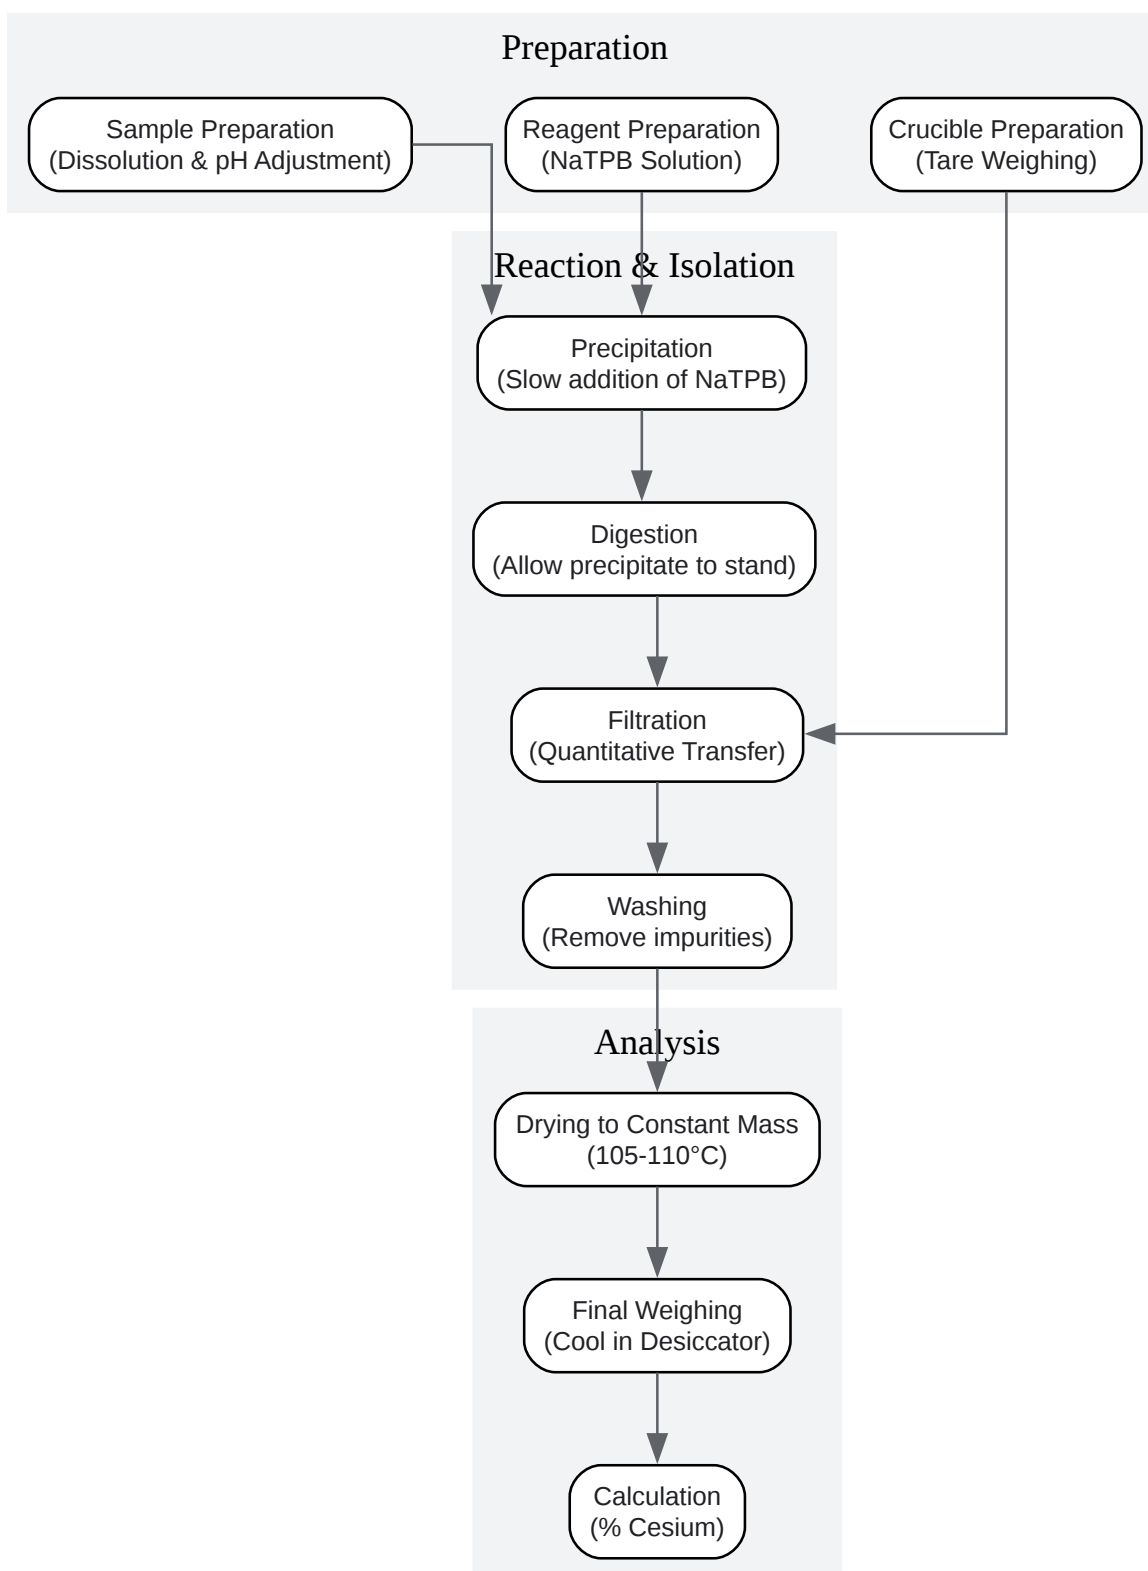 Preparation
Sample Preparation
(Dissolution & pH Adjustment)
Reagent Preparation
(NaTPB Solution)
Crucible Preparation
(Tare Weighing)
Reaction & Isolation
Precipitation
(Slow addition of NaTPB)
Digestion
(Allow precipitate to stand)
Filtration
(Quantitative Transfer)
Washing
(Remove impurities)
Analysis
Drying to Constant Mass
(105-110°C)
Final Weighing
(Cool in Desiccator)
Calculation
(% Cesium)